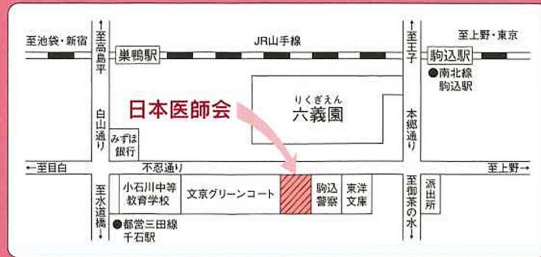 至池袋・新宿
←至高島平
巣鴨駅
JR山手線
至王子→
駒込駅
至上野・東京
●南北線
駒込駅
りくぎえん
六義園
日本医師会
白山通り
みずほ
銀行
本郷通り
←至目白
不忍通り
至上野→
←至水道橋
小石川中等
教育学校
文京グリーンコート
駒込
警察
東洋
文庫
至御茶の水→
派出所
●都営三田線
千石駅